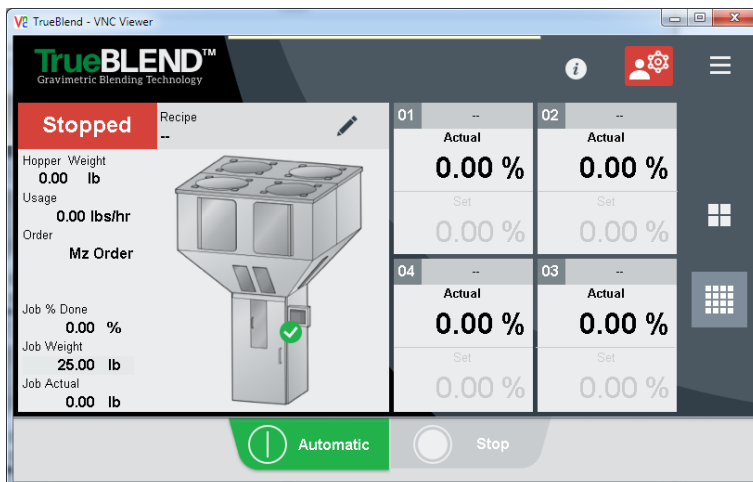 TrueBlend - VNC Viewer
TrueBLEND™
Gravimetric Blending Technology
Stopped
Recipe
--
Hopper Weight
0.00 lb
Usage
0.00 lbs/hr
Order
Mz Order
Job % Done
0.00 %
Job Weight
25.00 lb
Job Actual
0.00 lb
01 --
Actual
0.00 %
Set
0.00 %
02 --
Actual
0.00 %
Set
0.00 %
04 --
Actual
0.00 %
Set
0.00 %
03 --
Actual
0.00 %
Set
0.00 %
Automatic
Stop